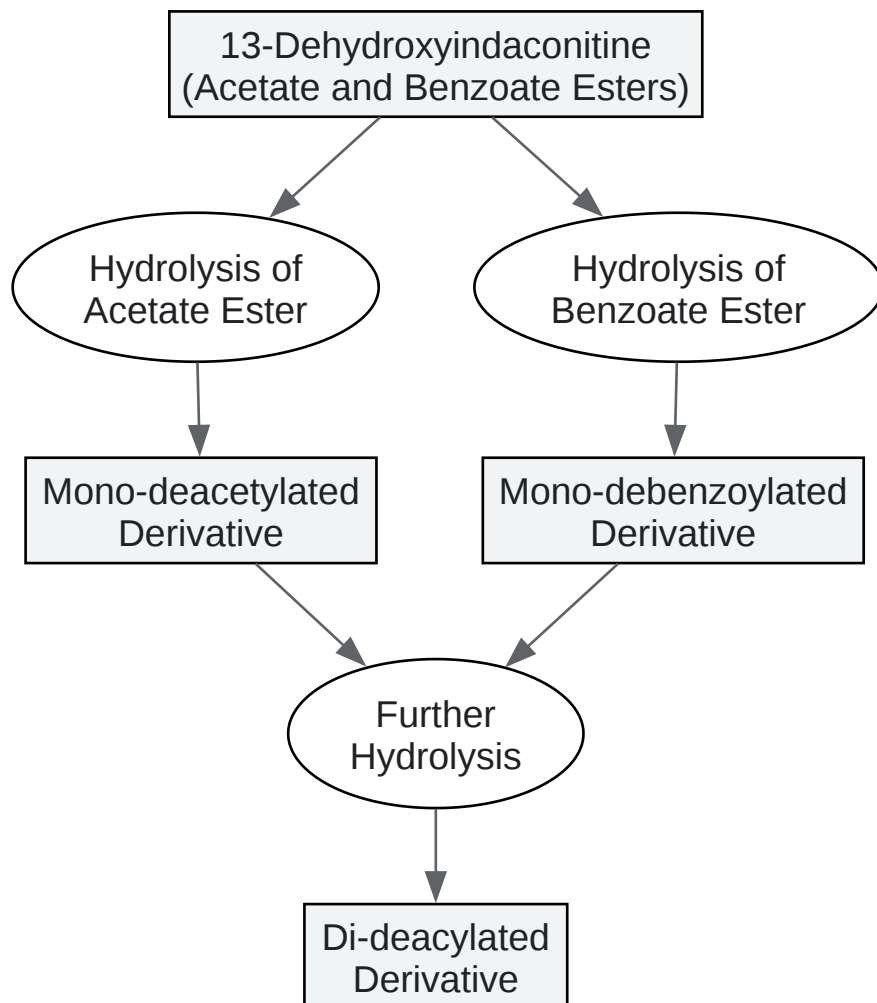 13-Dehydroxyindaconitine
(Acetate and Benzoate Esters)
Hydrolysis of
Acetate Ester
Hydrolysis of
Benzoate Ester
Mono-deacetylated
Derivative
Mono-debenzoylated
Derivative
Further
Hydrolysis
Di-deacylated
Derivative